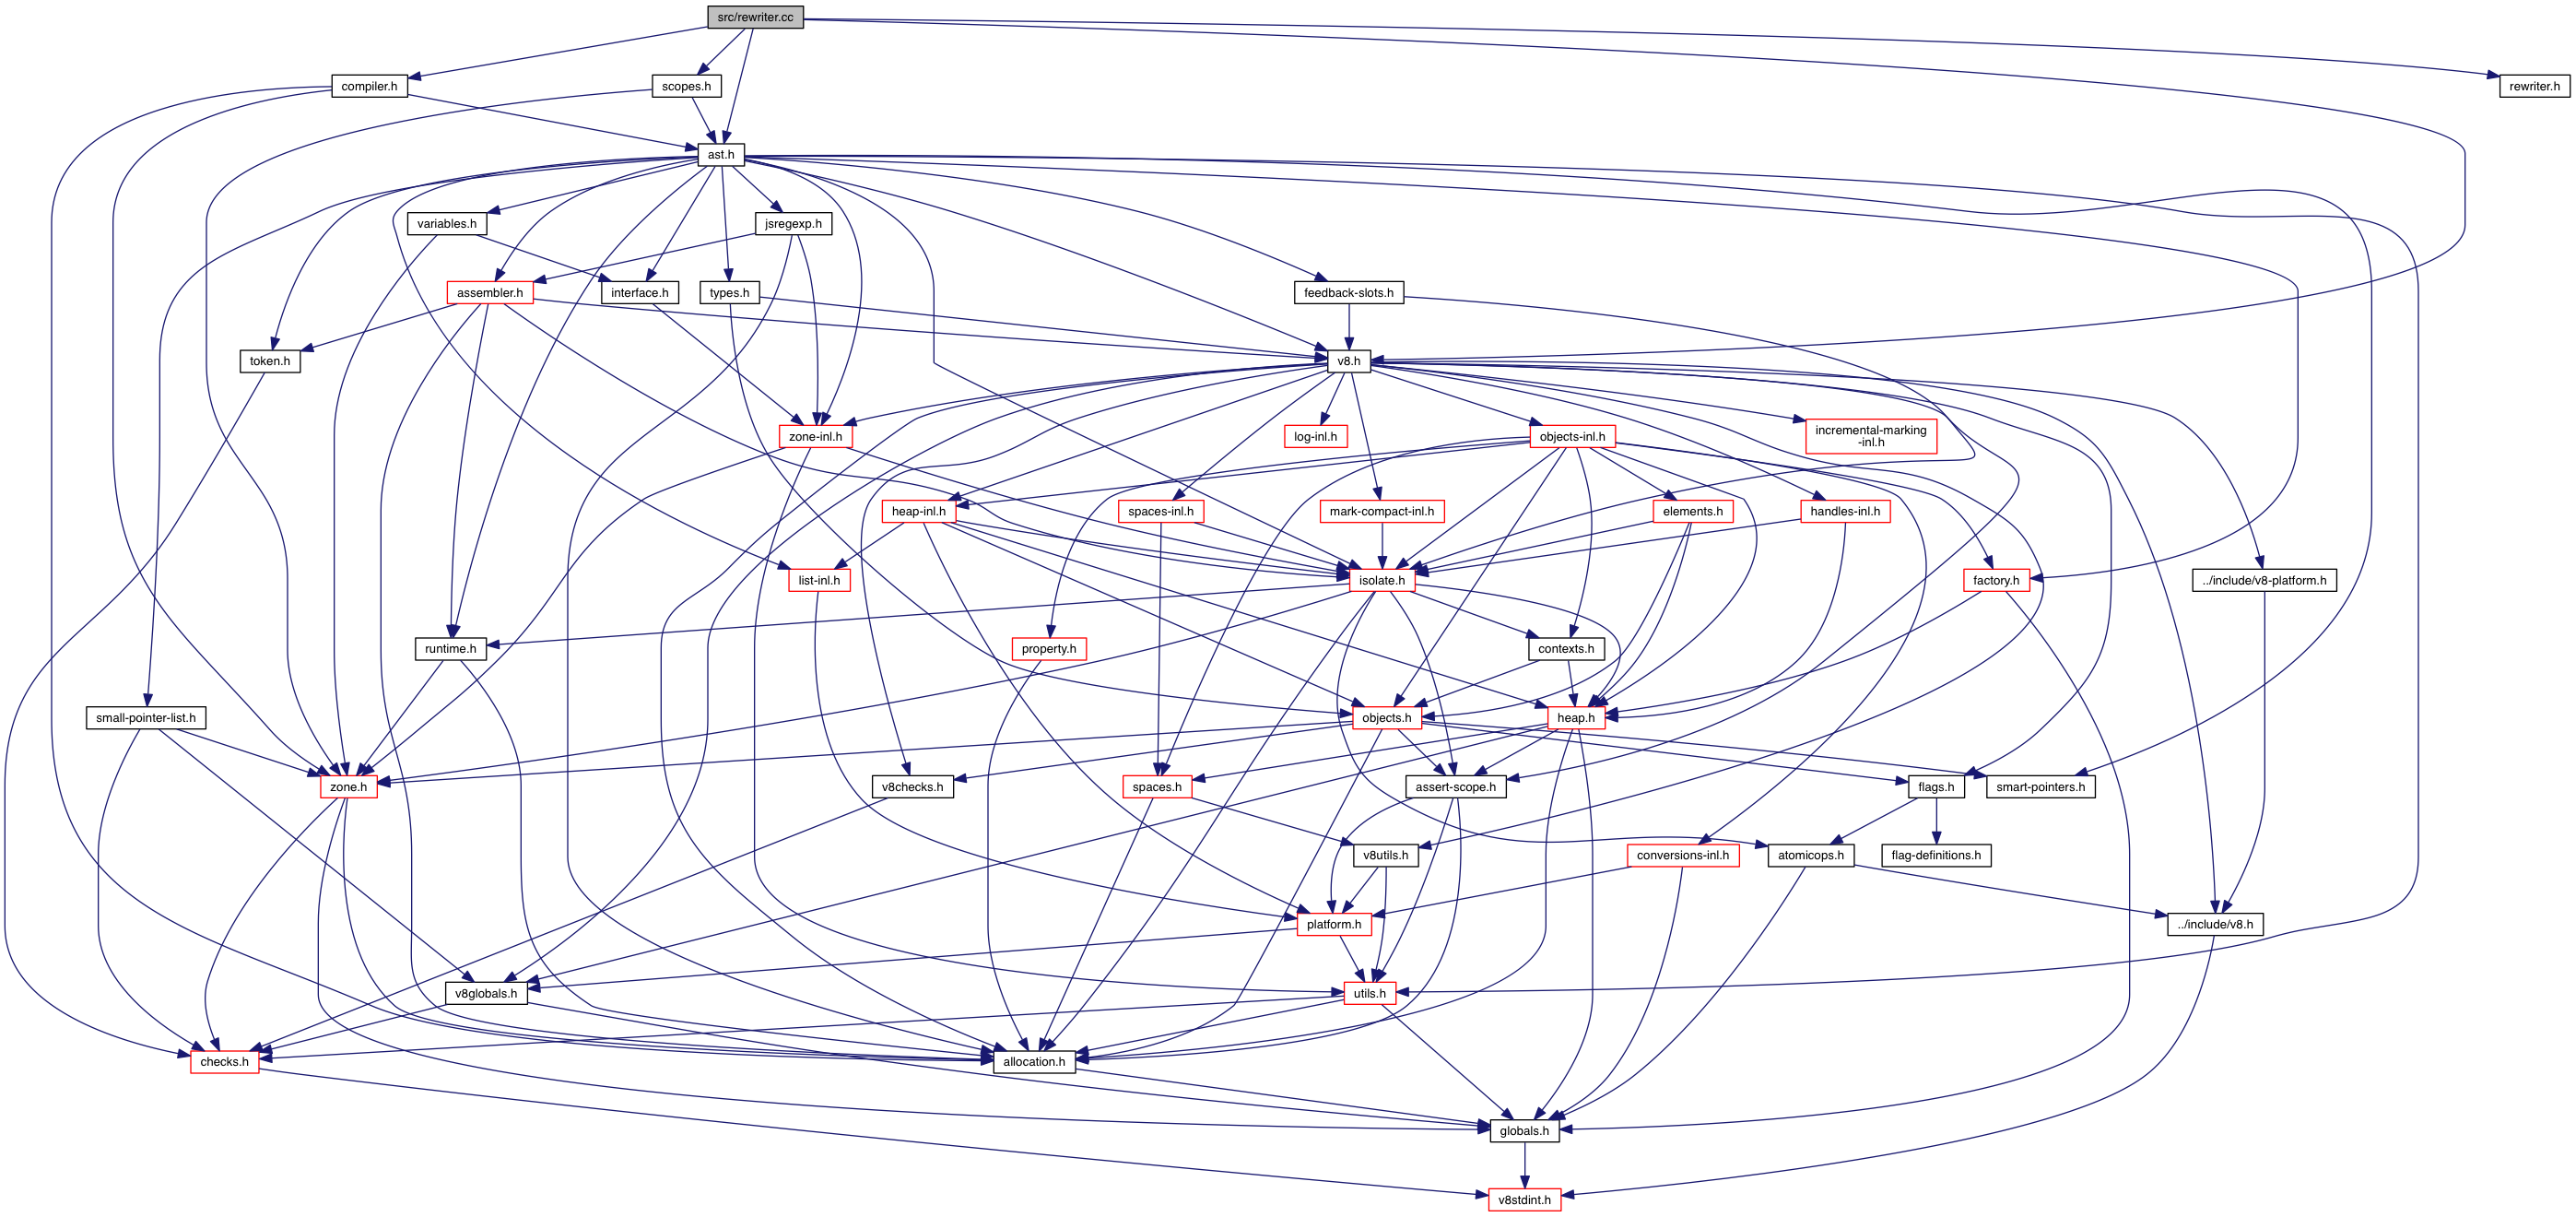 src/rewriter.cc
compiler.h
scopes.h
rewriter.h
ast.h
variables.h
jsregexp.h
assembler.h
interface.h
types.h
feedback-slots.h
token.h
v8.h
zone-inl.h
log-inl.h
objects-inl.h
incremental-marking
-inl.h
heap-inl.h
spaces-inl.h
mark-compact-inl.h
elements.h
handles-inl.h
list-inl.h
isolate.h
factory.h
../include/v8-platform.h
runtime.h
property.h
contexts.h
small-pointer-list.h
objects.h
heap.h
zone.h
v8checks.h
spaces.h
assert-scope.h
flags.h
smart-pointers.h
v8utils.h
conversions-inl.h
atomicops.h
flag-definitions.h
platform.h
../include/v8.h
v8globals.h
utils.h
checks.h
allocation.h
globals.h
v8stdint.h